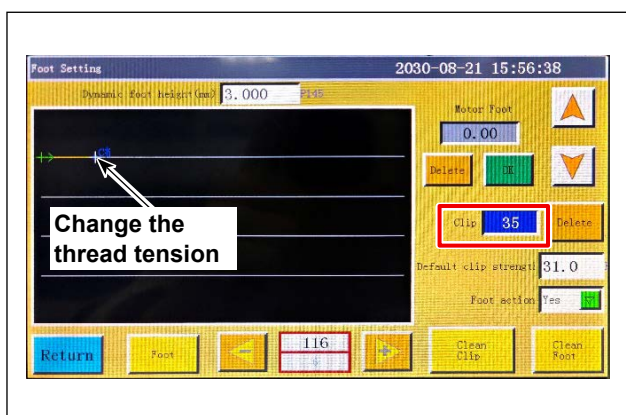 Foot Setting
2030-08-21 15:56:38
Dynamic foot height(mm) 3.000 P145
Motor Foot
0.00
Delete OK
Change the
thread tension
Clip 35 Delete
Default clip strengt 31.0
Foot action Yes
Return Foot 116 Clean
Clip Clean
Foot